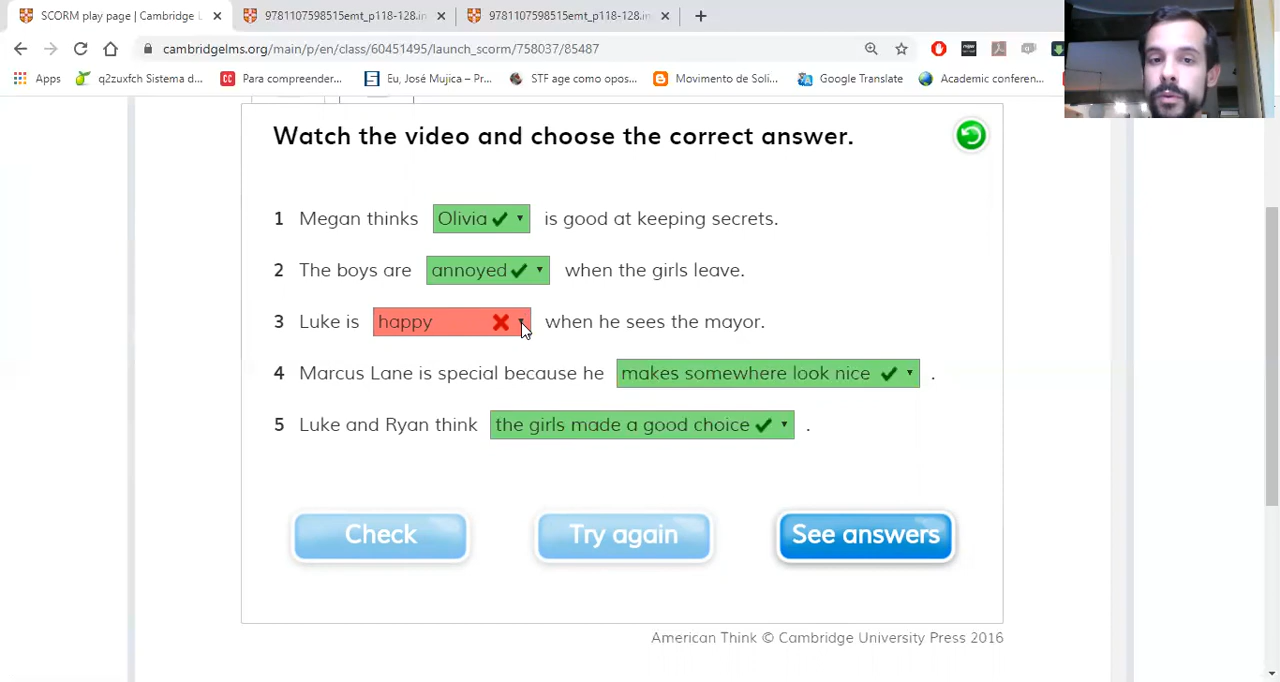 SCORM play page | Cambridge
9781107598515emt_p118-128.in
9781107598515emt_p118-128.in
cambridgelms.org/main/p/en/class/60451495/launch_scorm/758037/85487
Apps
q2zuxfch Sistema d...
CC Para compreender...
S Eu, José Mujica – Pr...
STF age como opos...
Movimento de Soli...
Google Translate
Academic conferen...
Watch the video and choose the correct answer.
1 Megan thinks Olivia is good at keeping secrets.
2 The boys are annoyed when the girls leave.
3 Luke is happy when he sees the mayor.
4 Marcus Lane is special because he makes somewhere look nice .
5 Luke and Ryan think the girls made a good choice .
Check Try again See answers
American Think © Cambridge University Press 2016